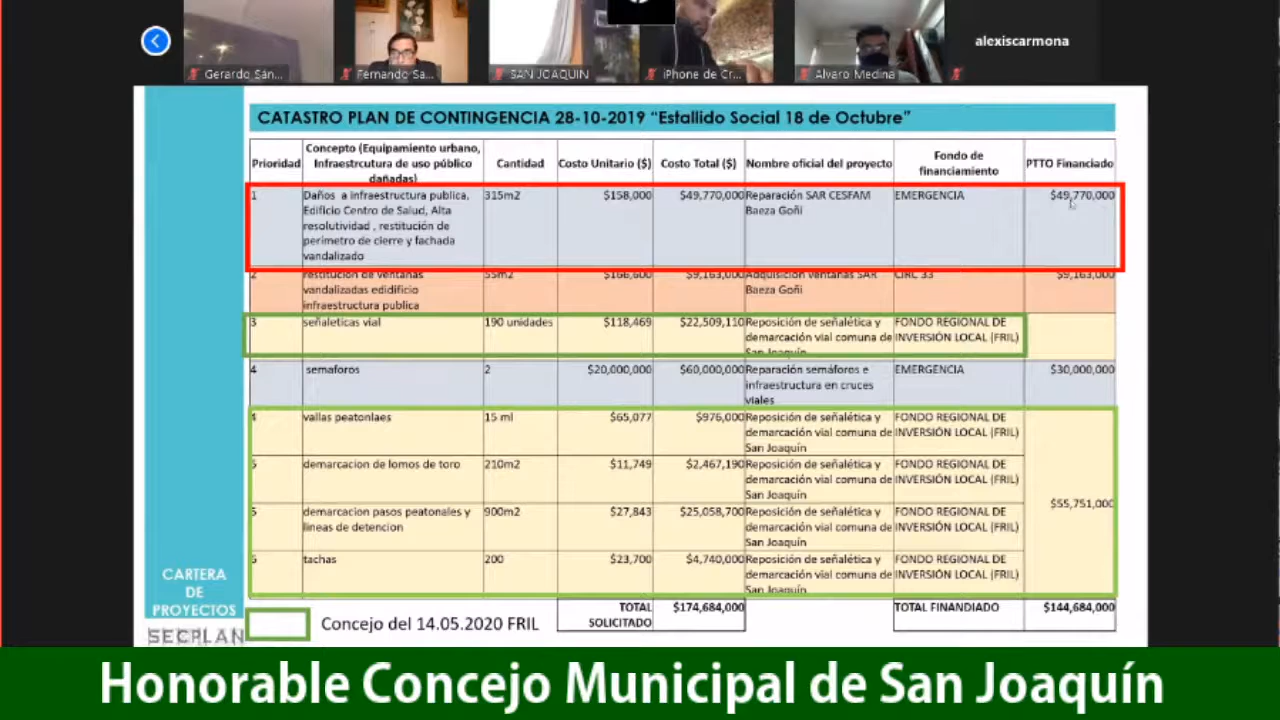 Gerardo Sán...
Fernando Sa...
SAN JOAQUIN
iPhone de Cr...
Alvaro Medina
alexiscarmona
CATASTRO PLAN DE CONTINGENCIA 28-10-2019 "Estallido Social 18 de Octubre"
Prioridad
Concepto (Equipamiento urbano,
Infraestrcutura de uso público
dañadas)
Cantidad
Costo Unitario ($)
Costo Total ($)
Nombre oficial del proyecto
Fondo de
financiamiento
PTTO Financiado
1
Daños a infraestructura publica,
Edificio Centro de Salud, Alta
resolutividad , restitución de
perimetro de cierre y fachada
vandalizado
315m2
$158,000
$49,770,000
Reparación SAR CESFAM
Baeza Goñi
EMERGENCIA
$49,770,000
2
restitucion de ventanas
vandalizadas edidificio
infraestructura publica
55m2
$166,600
$9,163,000
Adquisicion ventanas SAR
Baeza Goñi
CIRC 33
$9,163,000
3
señaleticas vial
190 unidades
$118,469
$22,509,110
Reposición de señalética y
demarcación vial comuna de
San Joaquín
FONDO REGIONAL DE
INVERSIÓN LOCAL (FRIL)
4
semaforos
2
$20,000,000
$60,000,000
Reparación semáforos e
infraestructura en cruces
viales
EMERGENCIA
$30,000,000
4
vallas peatonlaes
15 ml
$65,077
$976,000
Reposición de señalética y
demarcación vial comuna de
San Joaquín
FONDO REGIONAL DE
INVERSIÓN LOCAL (FRIL)
demarcacion de lomos de toro
210m2
$11,749
$2,467,190
Reposición de señalética y
demarcación vial comuna de
San Joaquín
FONDO REGIONAL DE
INVERSIÓN LOCAL (FRIL)
$55,751,000
demarcacion pasos peatonales y
lineas de detencion
900m2
$27,843
$25,058,700
Reposición de señalética y
demarcación vial comuna de
San Joaquín
FONDO REGIONAL DE
INVERSIÓN LOCAL (FRIL)
tachas
200
$23,700
$4,740,000
Reposición de señalética y
demarcación vial comuna de
San Joaquín
FONDO REGIONAL DE
INVERSIÓN LOCAL (FRIL)
TOTAL
SOLICITADO
$174,684,000
TOTAL FINANDIADO
$144,684,000
CARTERA
DE
PROYECTOS
SECPLAN
Concejo del 14.05.2020 FRIL
Honorable Concejo Municipal de San Joaquín